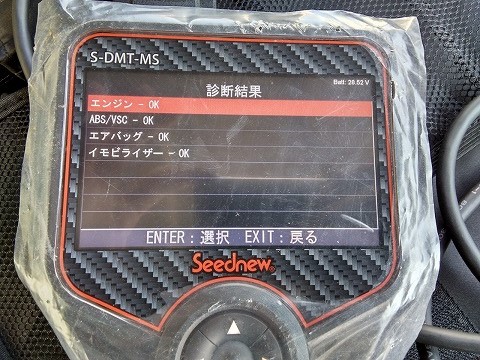 S-DMT-MS
診断結果
Batt: 28.52 V
エンジン - OK
ABS/VSC - OK
エアバッグ - OK
イモビライザー - OK
ENTER : 選択 EXIT : 戻る
Seednew